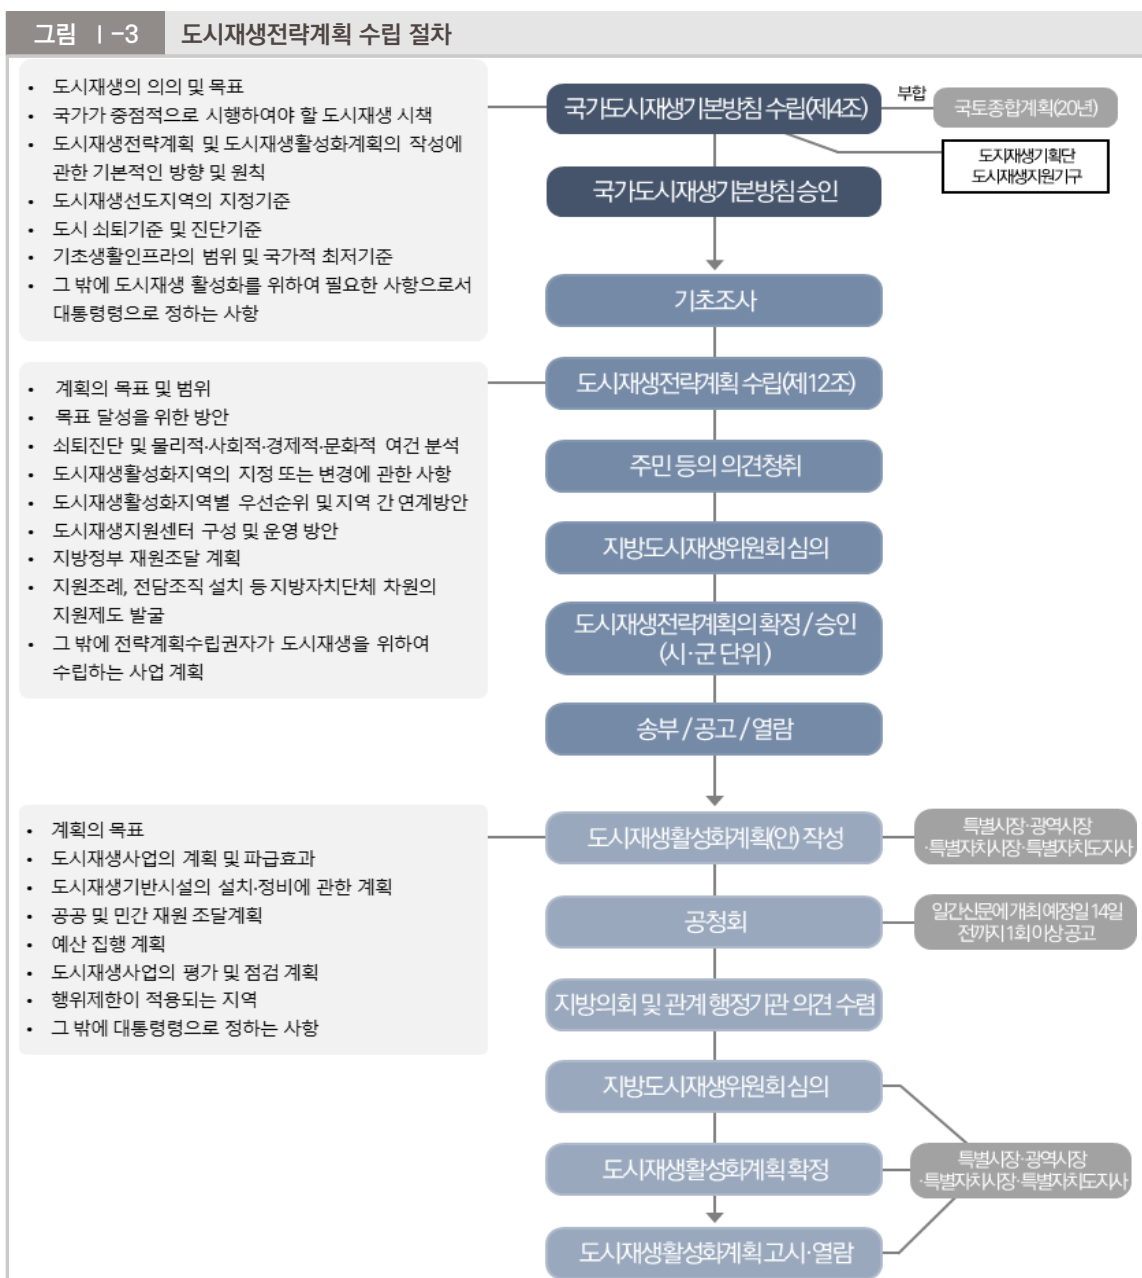 그림 Ⅰ-3 도시재생전략계획 수립 절차
• 도시재생의 의의 및 목표
• 국가가 중점적으로 시행하여야 할 도시재생 시책
• 도시재생전략계획 및 도시재생활성화계획의 작성에
관한 기본적인 방향 및 원칙
• 도시재생선도지역의 지정기준
• 도시 쇠퇴기준 및 진단기준
• 기초생활인프라의 범위 및 국가적 최저기준
• 그 밖에 도시재생 활성화를 위하여 필요한 사항으로서
대통령령으로 정하는 사항
국가도시재생기본방침 수립(제4조)
부합
국토종합계획(20년)
도지재생기획단
도시재생지원기구
국가도시재생기본방침 승인
기초조사
• 계획의 목표 및 범위
• 목표 달성을 위한 방안
• 쇠퇴진단 및 물리적·사회적·경제적·문화적 여건 분석
• 도시재생활성화지역의 지정 또는 변경에 관한 사항
• 도시재생활성화지역별 우선순위 및 지역 간 연계방안
• 도시재생지원센터 구성 및 운영 방안
• 지방정부 재원조달 계획
• 지원조례, 전담조직 설치 등 지방자치단체 차원의
지원제도 발굴
• 그 밖에 전략계획수립권자가 도시재생을 위하여
수립하는 사업 계획
도시재생전략계획 수립(제12조)
주민 등의 의견청취
지방도시재생위원회 심의
도시재생전략계획의 확정/승인
(시·군 단위)
송부/공고/열람
• 계획의 목표
• 도시재생사업의 계획 및 파급효과
• 도시재생기반시설의 설치·정비에 관한 계획
• 공공 및 민간 재원 조달계획
• 예산 집행 계획
• 도시재생사업의 평가 및 점검 계획
• 행위제한이 적용되는 지역
• 그 밖에 대통령령으로 정하는 사항
도시재생활성화계획(안) 작성
특별시장·광역시장
·특별자치시장·특별자치도지사
공청회
일간신문에 개최 예정일 14일
전까지 1회 이상 공고
지방의회 및 관계 행정기관 의견 수렴
지방도시재생위원회 심의
도시재생활성화계획 확정
특별시장·광역시장
·특별자치시장·특별자치도지사
도시재생활성화계획 고시·열람